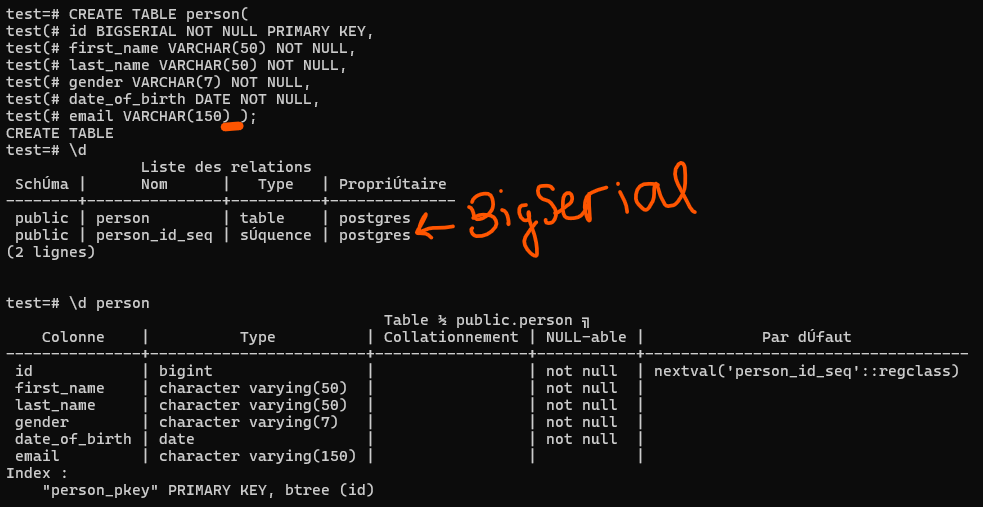 test=# CREATE TABLE person(
test(# id BIGSERIAL NOT NULL PRIMARY KEY,
test(# first_name VARCHAR(50) NOT NULL,
test(# last_name VARCHAR(50) NOT NULL,
test(# gender VARCHAR(7) NOT NULL,
test(# date_of_birth DATE NOT NULL,
test(# email VARCHAR(150) );
CREATE TABLE
test=# \d
Liste des relations
SchÚma | Nom | Type | PropriÚtaire
--------+---------------+----------+--------------
public | person | table | postgres
public | person_id_seq | sÚquence | postgres ← BigSerial
(2 lignes)
test=# \d person
Table ½ public.person ╗
Colonne | Type | Collationnement | NULL-able | Par dÚfaut
---------------+------------------------+-----------------+-----------+------------------------------------
id | bigint | | not null | nextval('person_id_seq'::regclass)
first_name | character varying(50) | | not null |
last_name | character varying(50) | | not null |
gender | character varying(7) | | not null |
date_of_birth | date | | not null |
email | character varying(150) | | |
Index :
"person_pkey" PRIMARY KEY, btree (id)